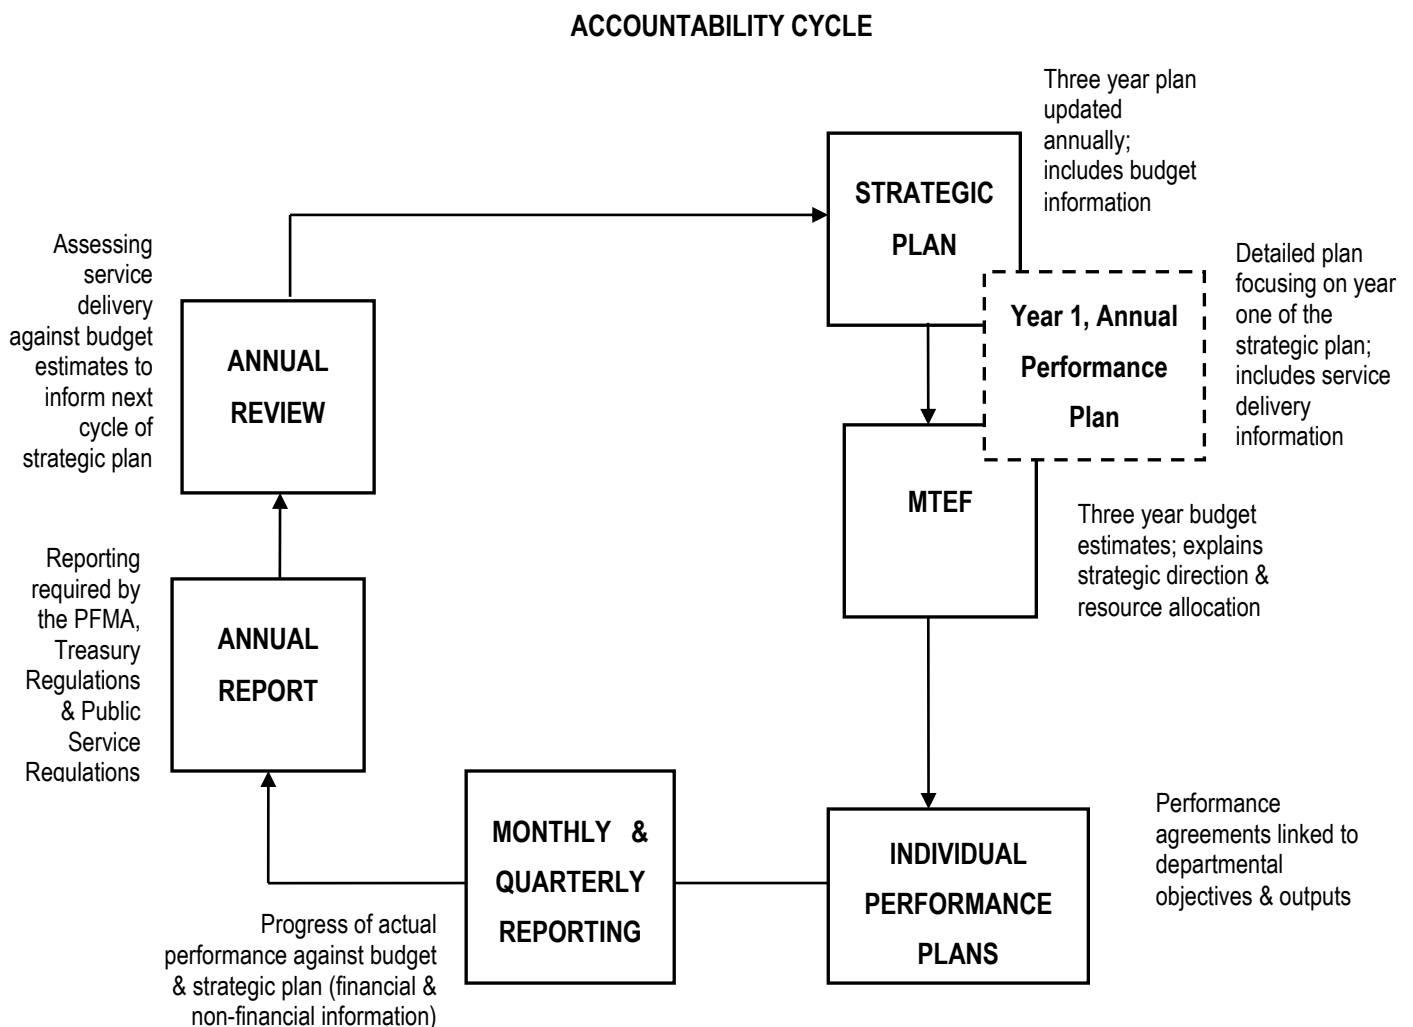 ACCOUNTABILITY CYCLE
Three year plan
updated
annually;
includes budget
information
STRATEGIC
PLAN
Detailed plan
focusing on year
one of the
strategic plan;
includes service
delivery
information
Year 1, Annual
Performance
Plan
Assessing
service
delivery
against budget
estimates to
inform next
cycle of
strategic plan
ANNUAL
REVIEW
MTEF
Three year budget
estimates; explains
strategic direction &
resource allocation
Reporting
required by
the PFMA,
Treasury
Regulations
& Public
Service
Regulations
ANNUAL
REPORT
MONTHLY &
QUARTERLY
REPORTING
INDIVIDUAL
PERFORMANCE
PLANS
Performance
agreements linked to
departmental
objectives & outputs
Progress of actual
performance against budget
& strategic plan (financial &
non-financial information)